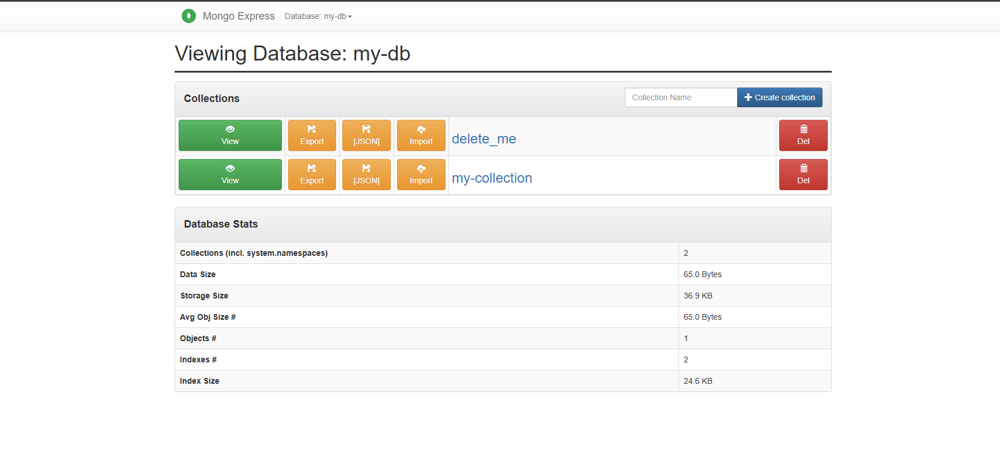 Mongo Express Database: my-db
Viewing Database: my-db
Collections Collection Name Create collection
View Export [JSON] Import delete_me Del
View Export [JSON] Import my-collection Del
Database Stats
Collections (incl. system.namespaces) 2
Data Size 65.0 Bytes
Storage Size 36.9 KB
Avg Obj Size # 65.0 Bytes
Objects # 1
Indexes # 2
Index Size 24.6 KB